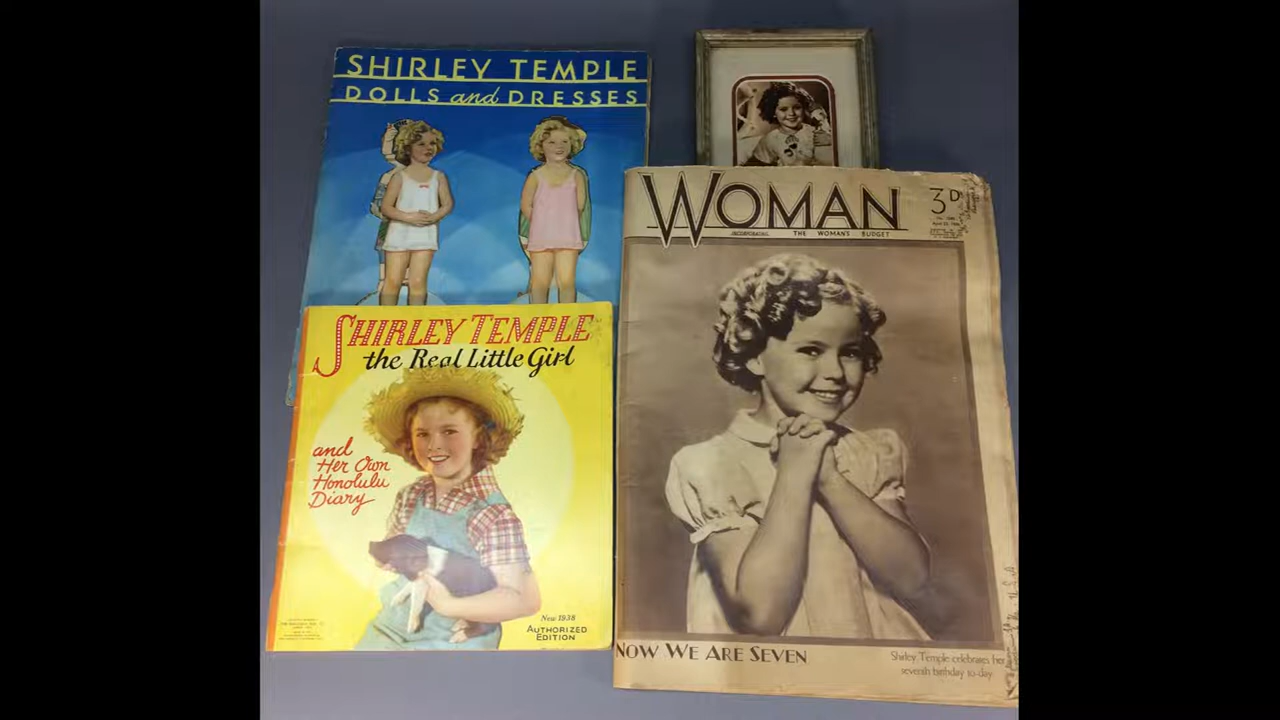 SHIRLEY TEMPLE
DOLLS and DRESSES
SHIRLEY TEMPLE
the Real Little Girl
and
Her Own
Honolulu
Diary
New 1938
AUTHORIZED
EDITION
WOMAN
3D
THE WOMAN'S BUDGET
NOW WE ARE SEVEN
Shirley Temple celebrates her
seventh birthday to-day.